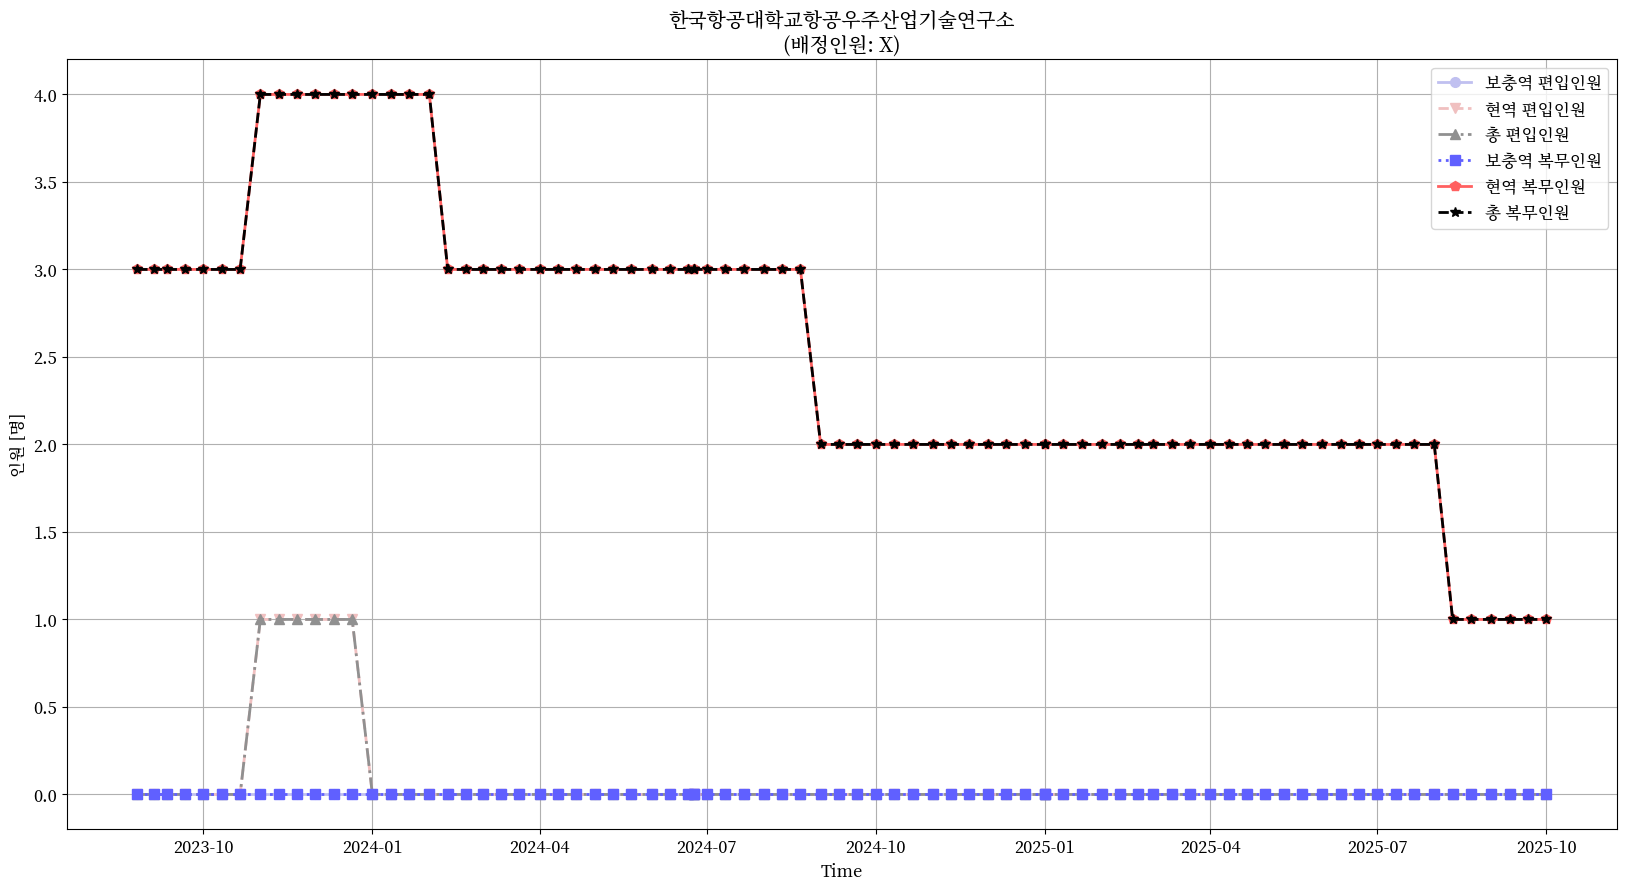 한국항공대학교항공우주산업기술연구소
(배정인원: X)
보충역 편입인원
현역 편입인원
총 편입인원
보충역 복무인원
현역 복무인원
총 복무인원
인원 [명]
4.0
3.5
3.0
2.5
2.0
1.5
1.0
0.5
0.0
2023-10 2024-01 2024-04 2024-07 2024-10 2025-01 2025-04 2025-07 2025-10
Time